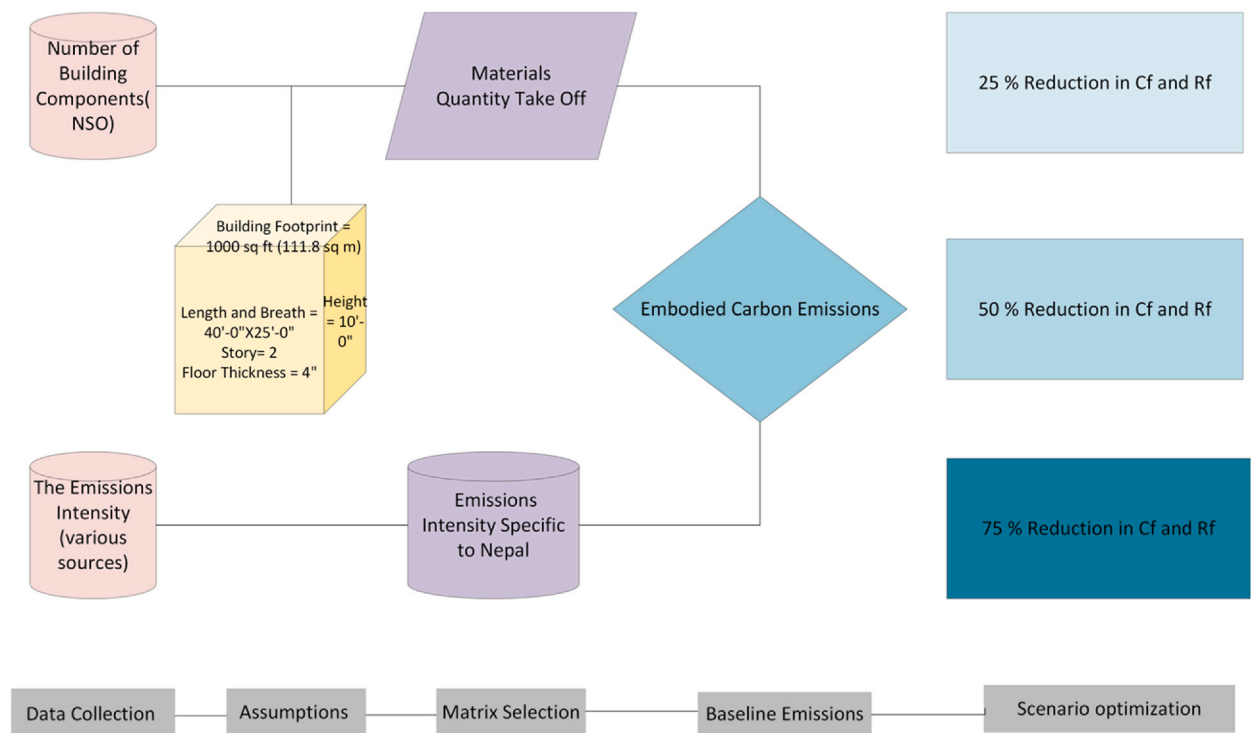 Number of
Building
Components(
NSO)
Materials
Quantity Take Off
25 % Reduction in Cf and Rf
Building Footprint =
1000 sq ft (111.8 sq m)
Length and Breath =
40'-0"X25'-0"
Story= 2
Floor Thickness = 4"
Height
= 10'-
0"
Embodied Carbon Emissions
50 % Reduction in Cf and Rf
The Emissions
Intensity
(various
sources)
Emissions
Intensity Specific
to Nepal
75 % Reduction in Cf and Rf
Data Collection
Assumptions
Matrix Selection
Baseline Emissions
Scenario optimization